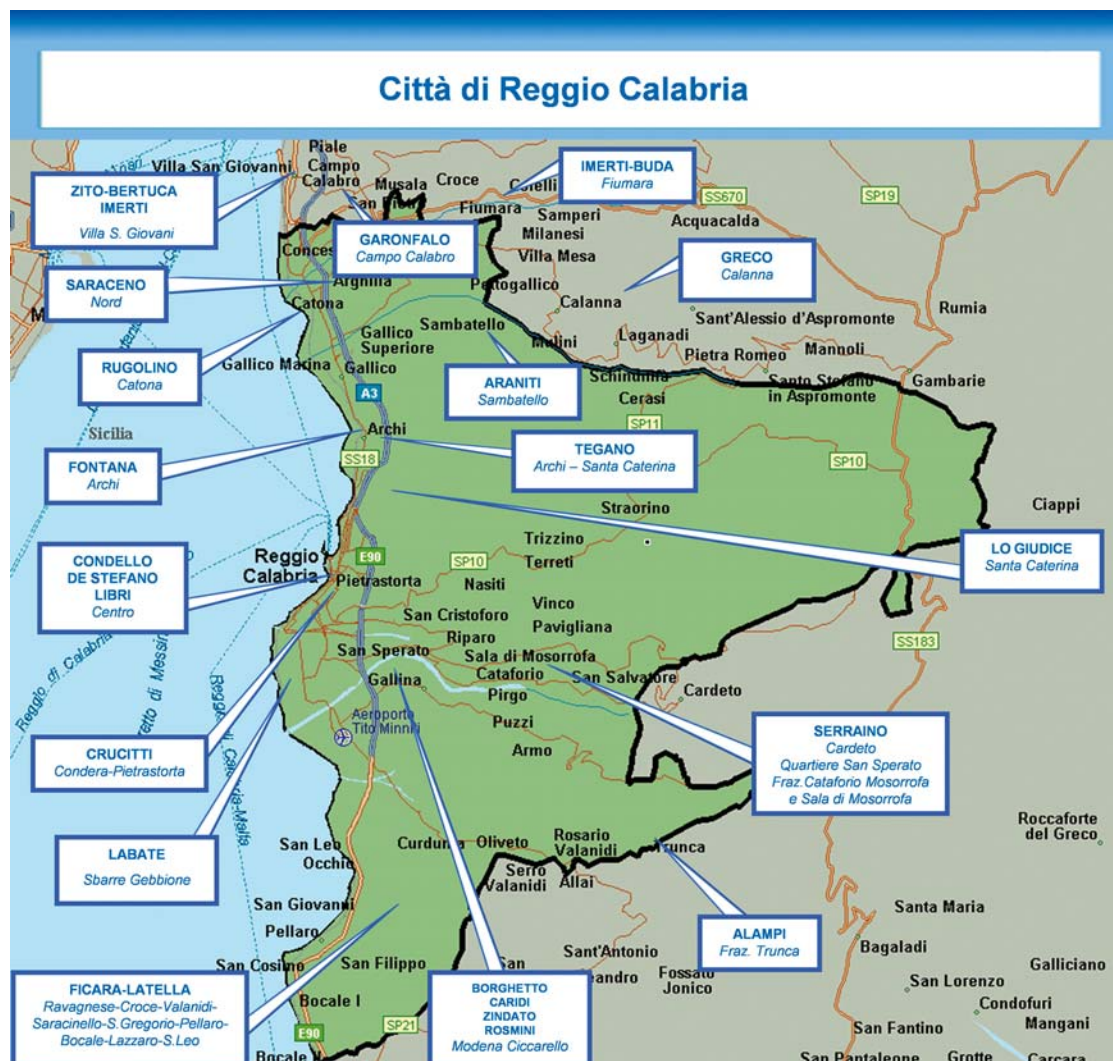 Città di Reggio Calabria
Piale
Villa San Giovanni
Campo
Calabro
Musala
Croce
ZITO-BERTUCA
IMERTI
Villa S. Giovani
IMERTI-BUDA
Fiumara
SS670
SP19
Fiumara
Samperi
Milanesi
Acquacalda
GARONFALO
Campo Calabro
Villa Mesa
GRECO
Calanna
SARACENO
Nord
Arghilla
Catona
Calanna
Rumia
Sant'Alessio d'Aspromonte
Sambatello
Gallico
Superiore
Laganadi
Mannoli
Pietra Romeo
RUGOLINO
Catona
Gallico Marina
Gallico
ARANITI
Sambatello
Santo Stefano
in Aspromonte
Gambarie
Cerasi
A3
SP11
Sicilia
Archi
FONTANA
Archi
TEGANO
Archi – Santa Caterina
SS18
SP10
Straorino
Ciappi
Trizzino
Terreti
LO GIUDICE
Santa Caterina
CONDELLO
DE STEFANO
LIBRI
Centro
Reggio
Calabria
E90
SP10
Pietrastorta
Nasiti
Vinco
Pavigliana
San Cristoforo
Riparo
SS183
San Sperato
Sala di Mosorrofa
Cataforio
San Salvatore
Gallina
Pirgo
Cardeto
Puzzi
Aeroporto
Tito Minniti
Armo
CRUCITTI
Condera-Pietrastorta
SERRAINO
Cardeto
Quartiere San Sperato
Fraz.Cataforio Mosorrofa
e Sala di Mosorrofa
Roccaforte
del Greco
LABATE
Sbarre Gebbione
San Leo
Occhio
Oliveto
Rosario
Valanidi
Trunca
Serro
Valanidi
Allai
San Giovanni
Pellaro
ALAMPI
Fraz. Trunca
Santa Maria
Bagaladi
Sant'Antonio
San Cosimo
San Filippo
San
Fossato
Jonico
Galliciano
San Lorenzo
FICARA-LATELLA
Ravagnese-Croce-Valanidi-
Saracinello-S.Gregorio-Pellaro-
Bocale-Lazzaro-S.Leo
Bocale I
BORGHETTO
CARIDI
ZINDATO
ROSMINI
Modena Ciccarello
Condofuri
Mangani
San Fantino
E90
SP21
San Pantaleone
Grotte
Carcara